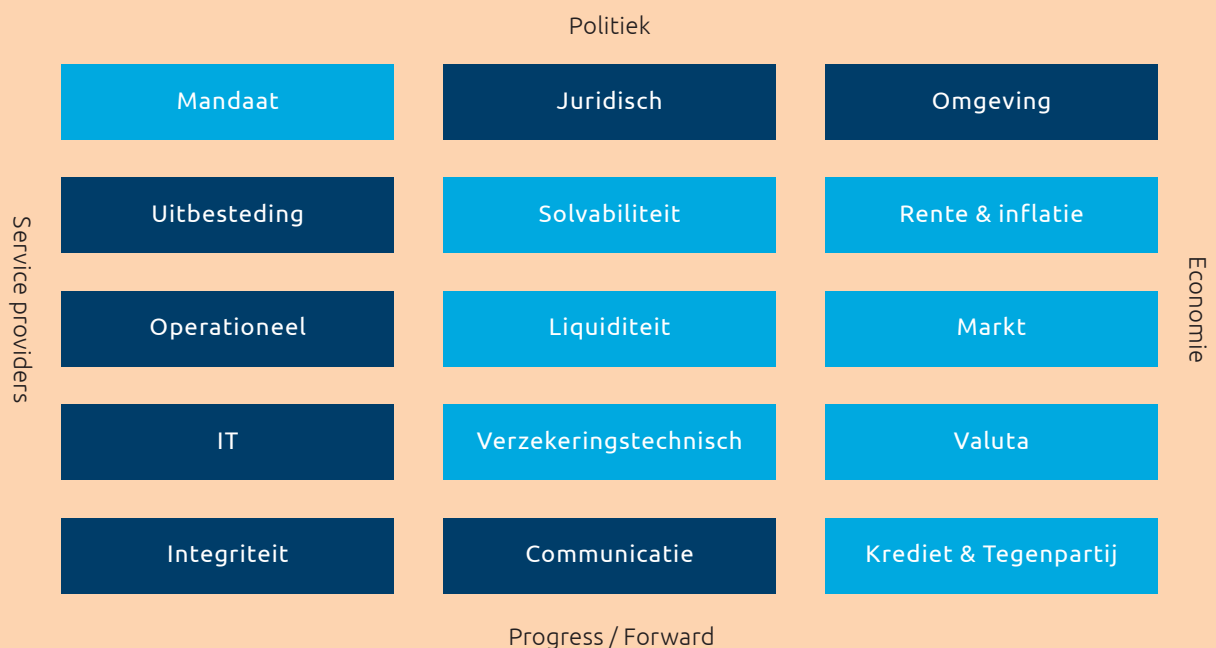 Politiek
Mandaat
Juridisch
Omgeving
Uitbesteding
Solvabiliteit
Rente & inflatie
Service providers
Economie
Operationeel
Liquiditeit
Markt
IT
Verzekeringstechnisch
Valuta
Integriteit
Communicatie
Krediet & Tegenpartij
Progress / Forward